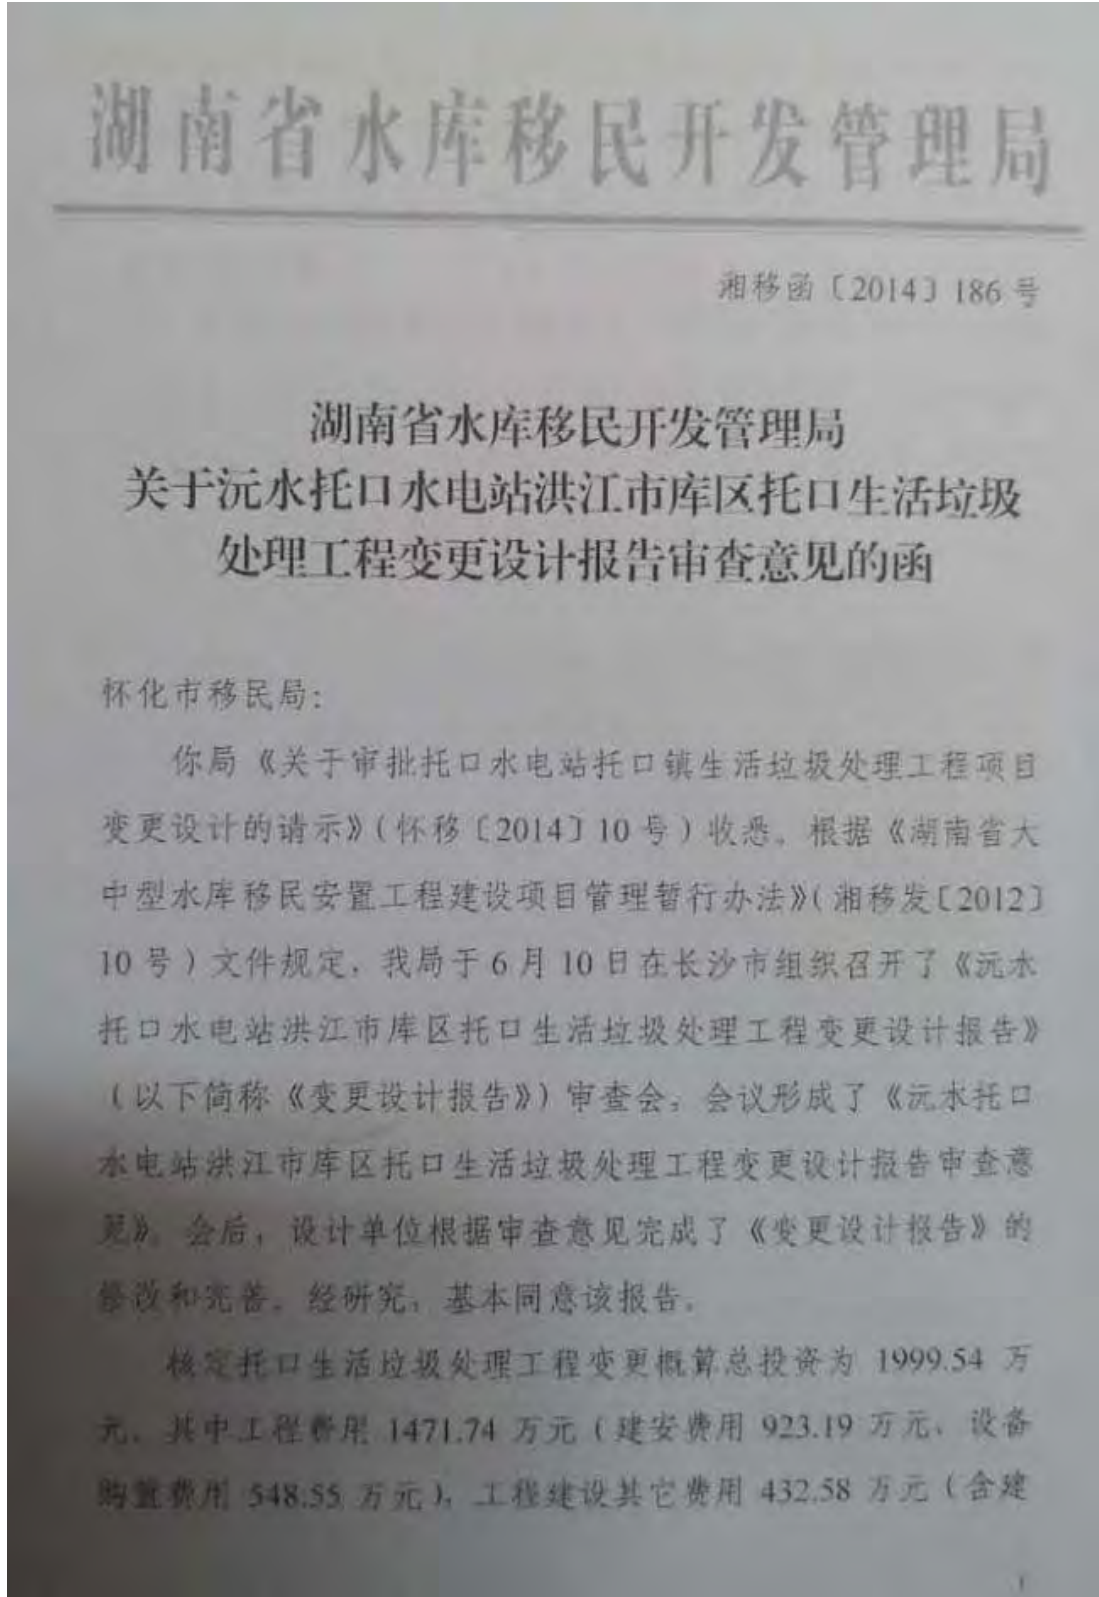 湖南省水库移民开发管理局
湘移函〔2014〕186号
湖南省水库移民开发管理局
关于沅水托口水电站洪江市库区托口生活垃圾
处理工程变更设计报告审查意见的函
怀化市移民局:
你局《关于审批托口水电站托口镇生活垃圾处理工程项目
变更设计的请示》(怀移〔2014〕10号)收悉。根据《湖南省大
中型水库移民安置工程建设项目管理暂行办法》(湘移发〔2012〕
10号)文件规定,我局于6月10日在长沙市组织召开了《沅水
托口水电站洪江市库区托口生活垃圾处理工程变更设计报告》
(以下简称《变更设计报告》)审查会,会议形成了《沅水托口
水电站洪江市库区托口生活垃圾处理工程变更设计报告审查意
见》。会后,设计单位根据审查意见完成了《变更设计报告》的
修改和完善。经研究,基本同意该报告。
核定托口生活垃圾处理工程变更概算总投资为1999.54万
元。其中工程费用1471.74万元(建安费用923.19万元、设备
购置费用548.55万元),工程建设其它费用432.58万元(含建
1